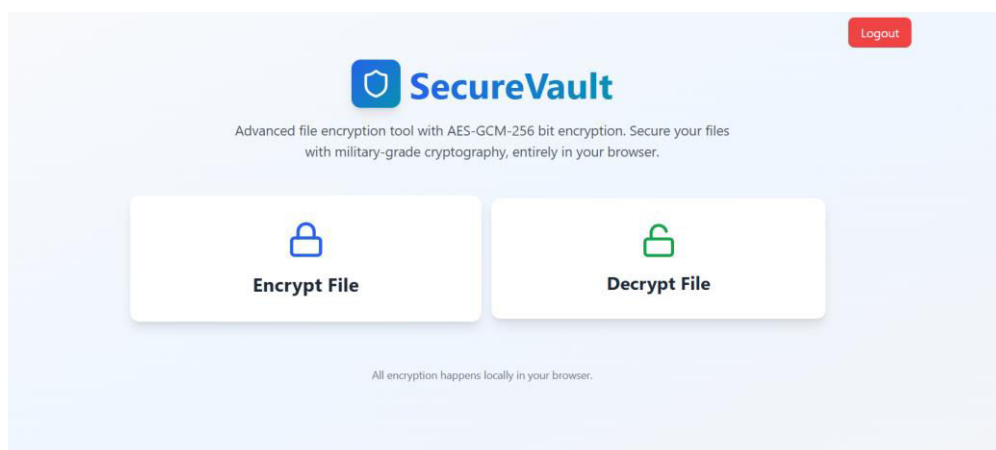 Logout
SecureVault
Advanced file encryption tool with AES-GCM-256 bit encryption. Secure your files
with military-grade cryptography, entirely in your browser.
Encrypt File
Decrypt File
All encryption happens locally in your browser.